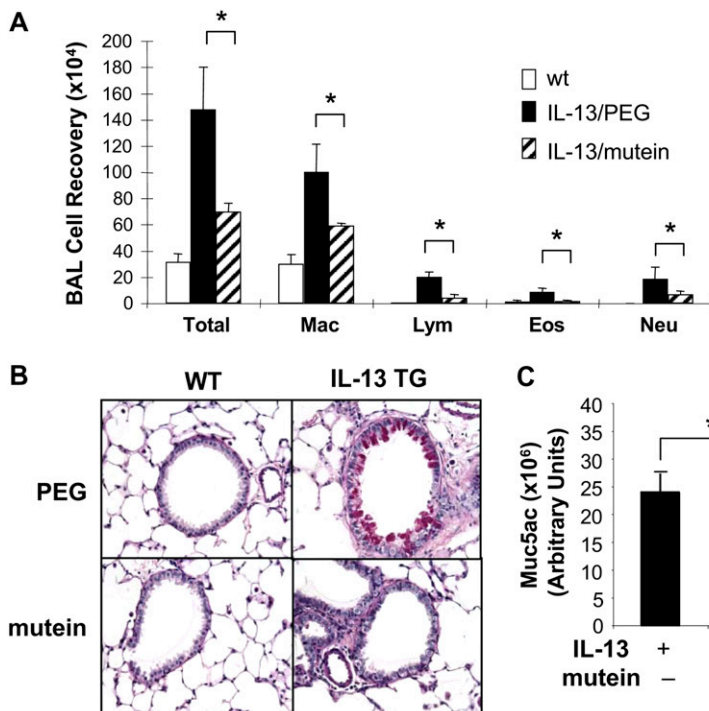 A
BAL Cell Recovery (x10⁴)
200
180
160
140
120
100
80
60
40
20
0
* * * * *
wt
IL-13/PEG
IL-13/mutein
Total Mac Lym Eos Neu
B
WT IL-13 TG
PEG
mutein
C
Muc5ac (x10⁶)
(Arbitrary Units)
40
35
30
25
20
15
10
5
0
IL-13 +
mutein –